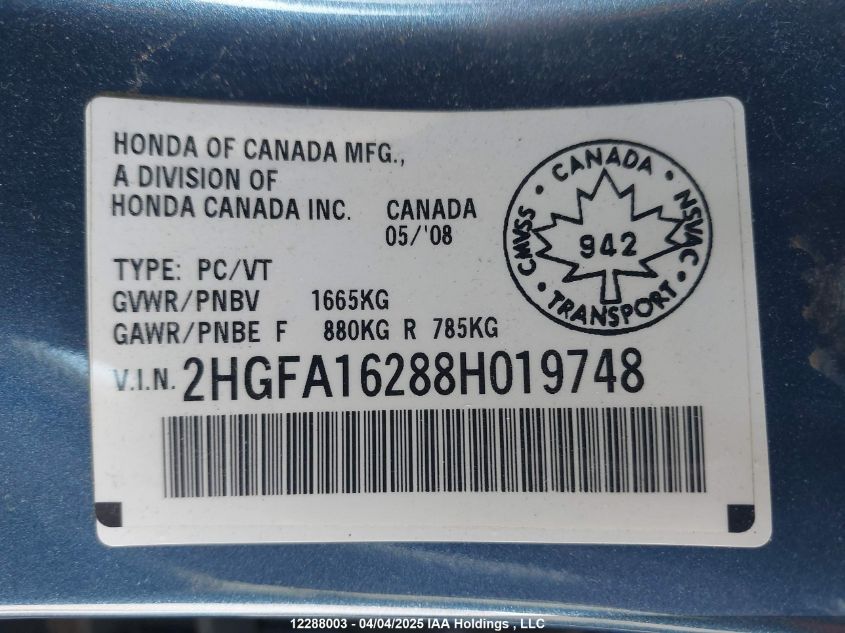 HONDA OF CANADA MFG.,
A DIVISION OF
HONDA CANADA INC. CANADA
05/'08
TYPE: PC/VT
GVWR/PNBV 1665KG
GAWR/PNBE F 880KG R 785KG
V.I.N. 2HGFA16288H019748
CANADA
CMVSS · NSVAC
942
TRANSPORT
12288003 - 04/04/2025 IAA Holdings , LLC